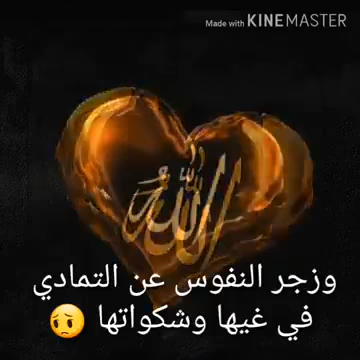 Made with KINEMASTER
الله
وزجر النفوس عن التمادي
في غيها وشكواتها 😔